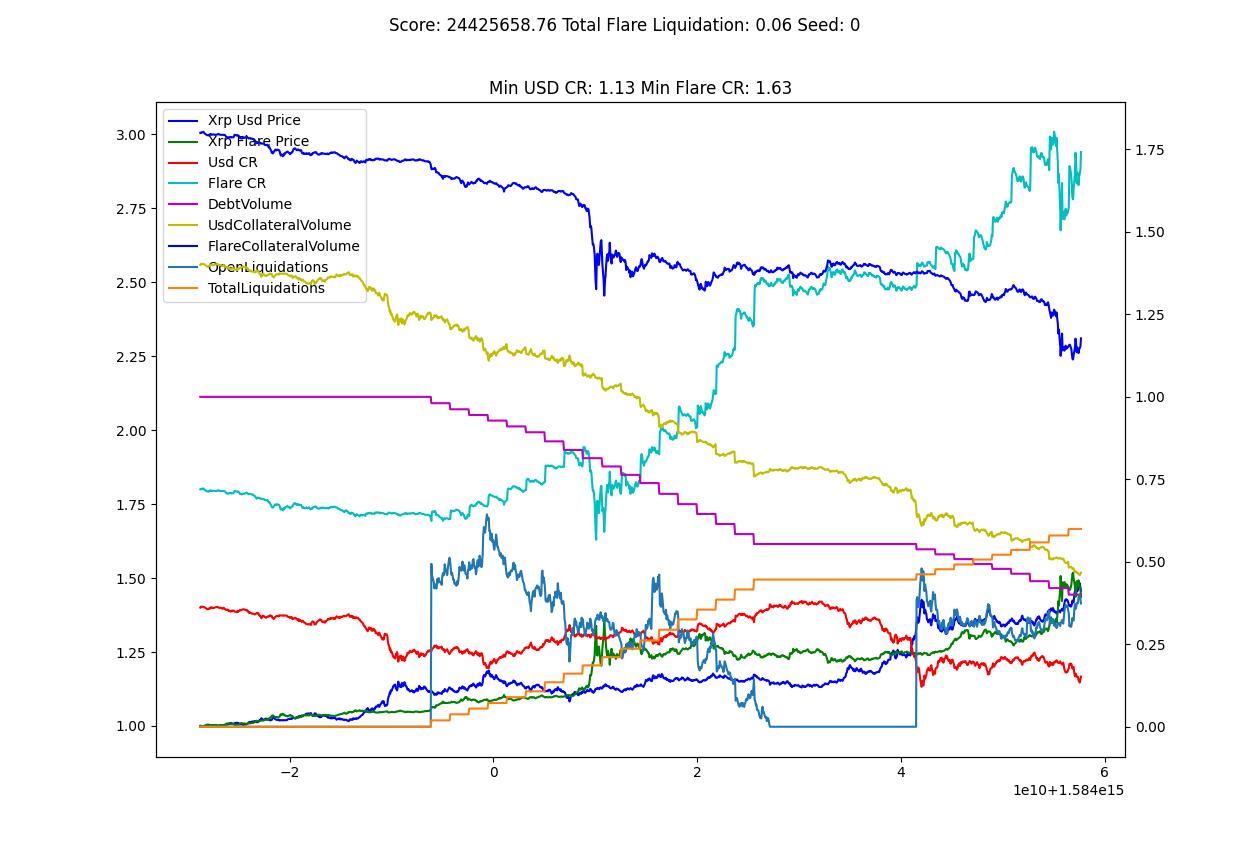 Score: 24425658.76 Total Flare Liquidation: 0.06 Seed: 0
Min USD CR: 1.13 Min Flare CR: 1.63
Xrp Usd Price
Xrp Flare Price
Usd CR
Flare CR
DebtVolume
UsdCollateralVolume
FlareCollateralVolume
OpenLiquidations
TotalLiquidations
3.00
2.75
2.50
2.25
2.00
1.75
1.50
1.25
1.00
1.75
1.50
1.25
1.00
0.75
0.50
0.25
0.00
−2 0 2 4 6
1e10+1.584e15